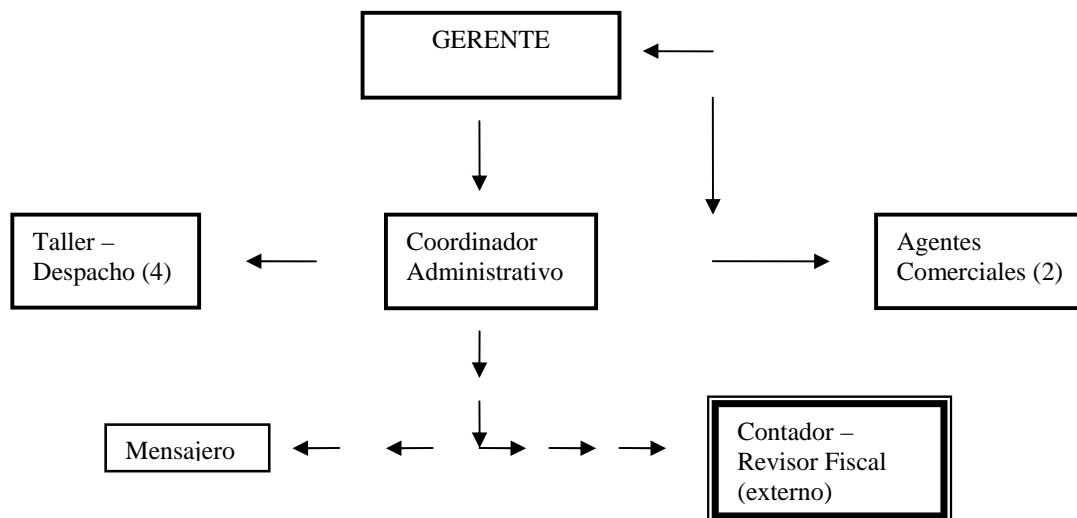 GERENTE
Taller –
Despacho (4)
Coordinador
Administrativo
Agentes
Comerciales (2)
Mensajero
Contador –
Revisor Fiscal
(externo)